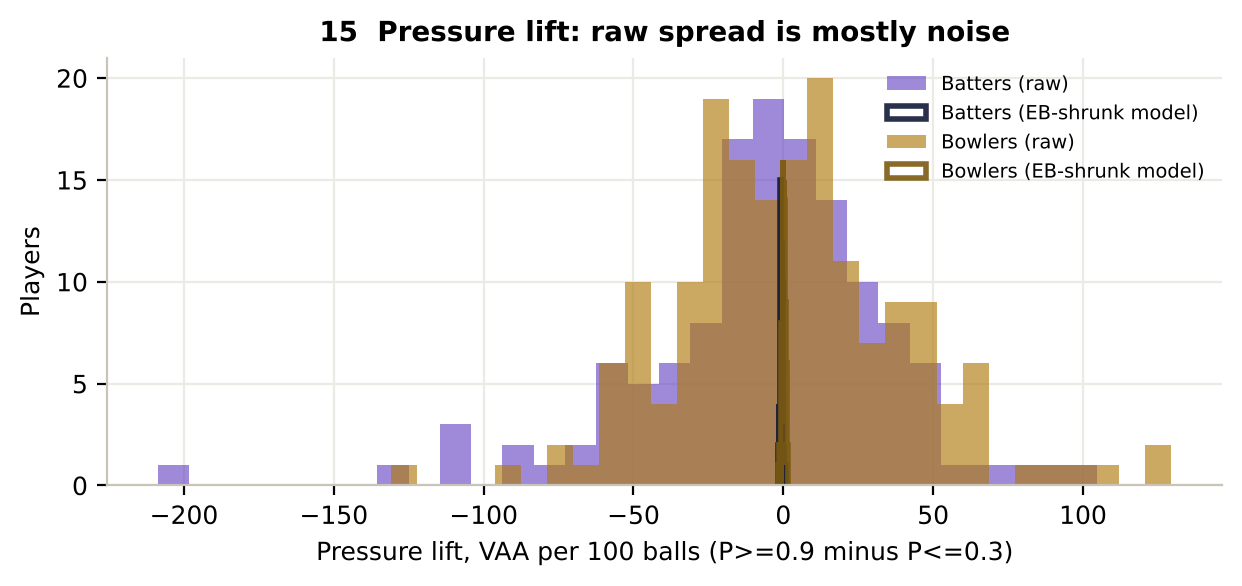 15  Pressure lift: raw spread is mostly noise
Batters (raw)
Batters (EB-shrunk model)
Bowlers (raw)
Bowlers (EB-shrunk model)
Players
20
15
10
5
0
−200
−150
−100
−50
0
50
100
Pressure lift, VAA per 100 balls (P>=0.9 minus P<=0.3)